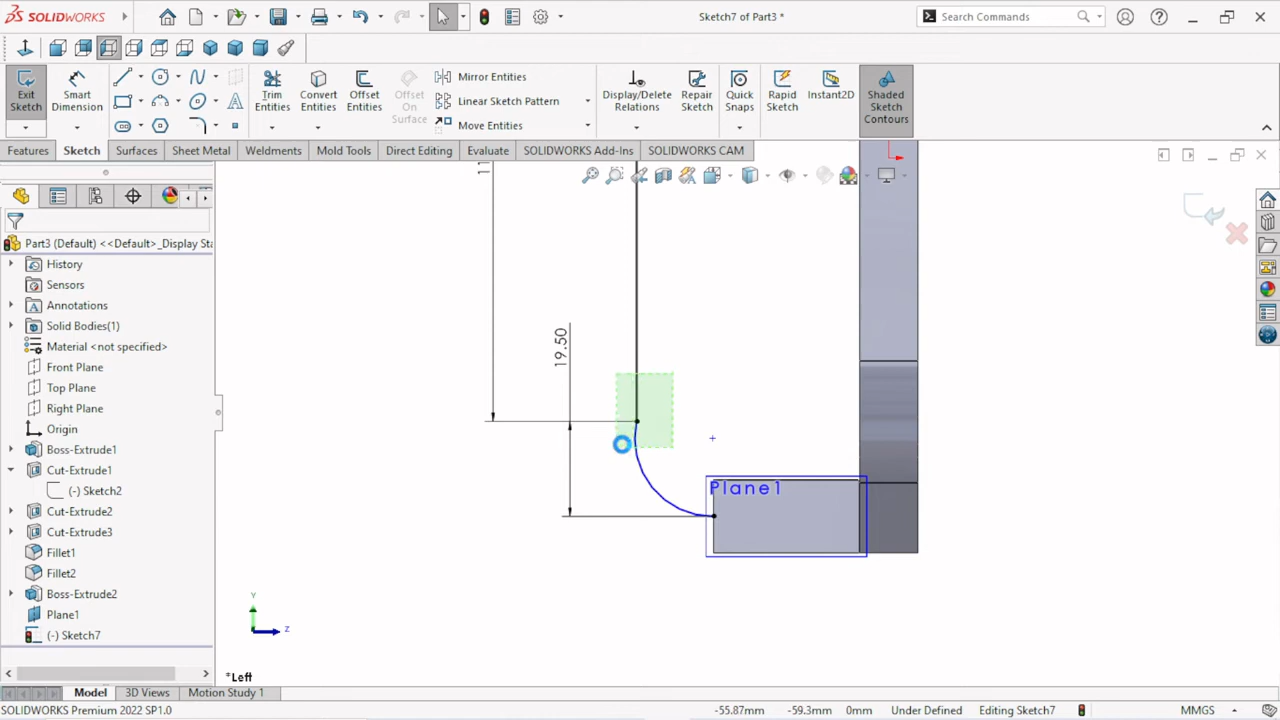 SOLIDWORKS
Sketch7 of Part3 *
Search Commands
Exit Sketch
Smart Dimension
Trim Entities
Convert Entities
Offset Entities
Offset On Surface
Mirror Entities
Linear Sketch Pattern
Move Entities
Display/Delete Relations
Repair Sketch
Quick Snaps
Rapid Sketch
Instant2D
Shaded Sketch Contours
Features
Sketch
Surfaces
Sheet Metal
Weldments
Mold Tools
Direct Editing
Evaluate
SOLIDWORKS Add-Ins
SOLIDWORKS CAM
Part3 (Default) <<Default>_Display Sta
History
Sensors
Annotations
Solid Bodies(1)
Material <not specified>
Front Plane
Top Plane
Right Plane
Origin
Boss-Extrude1
Cut-Extrude1
(-) Sketch2
Cut-Extrude2
Cut-Extrude3
Fillet1
Fillet2
Boss-Extrude2
Plane1
(-) Sketch7
19.50
Plane1
Y
Z
*Left
Model
3D Views
Motion Study 1
SOLIDWORKS Premium 2022 SP1.0
-55.87mm
-59.3mm
0mm
Under Defined
Editing Sketch7
MMGS